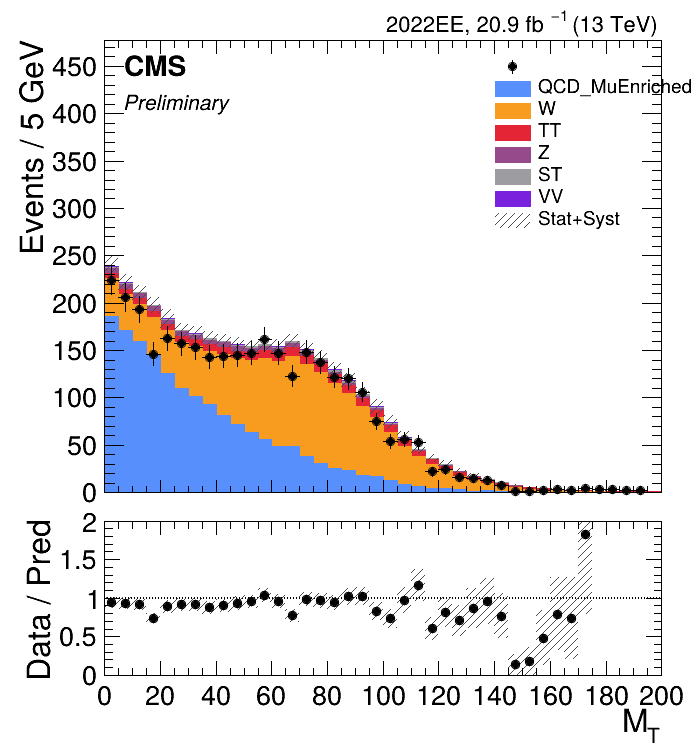 2022EE, 20.9 fb ⁻¹ (13 TeV)
CMS
Preliminary
QCD_MuEnriched
W
TT
Z
ST
VV
Stat+Syst
Events / 5 GeV
450
400
350
300
250
200
150
100
50
0
Data / Pred
2
1.5
1
0.5
0
0 20 40 60 80 100 120 140 160 180 200
M_T